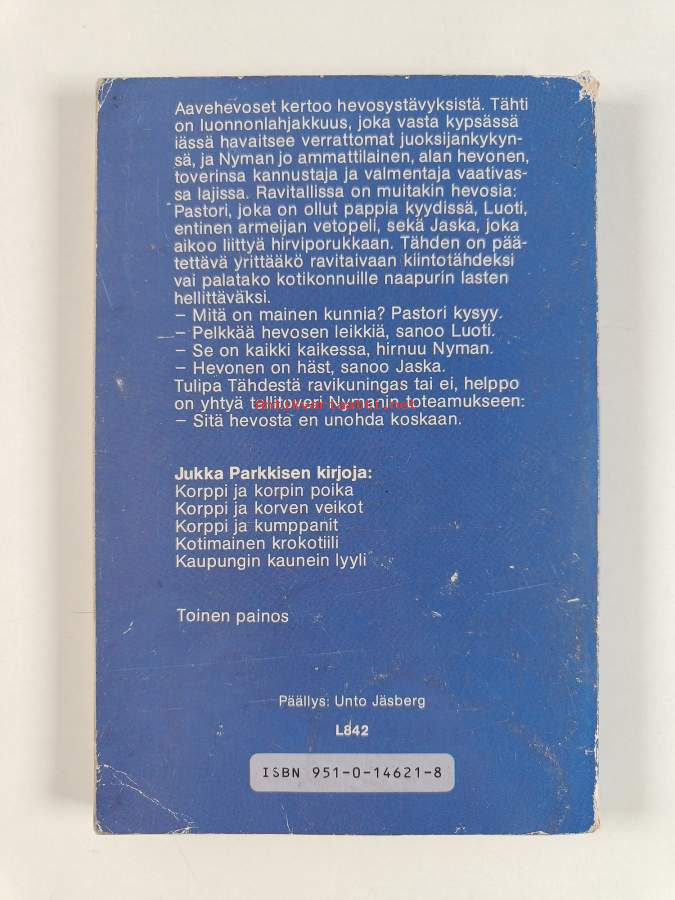 Aavehevoset kertoo hevosystävyksistä. Tähti
on luonnonlahjakkuus, joka vasta kypsässä
iässä havaitsee verrattomat juoksijankykyn-
sä, ja Nyman jo ammattilainen, alan hevonen,
toverinsa kannustaja ja valmentaja vaativas-
sa lajissa. Ravitallissa on muitakin hevosia:
Pastori, joka on ollut pappia kyydissä, Luoti,
entinen armeijan vetopeli, sekä Jaska, joka
aikoo liittyä hirviporukkaan. Tähden on pää-
tettävä yrittääkö ravitaivaan kiintotähdeksi
vai palatako kotikonnuille naapurin lasten
hellittäväksi.
– Mitä on mainen kunnia? Pastori kysyy.
– Pelkkää hevosen leikkiä, sanoo Luoti.
– Se on kaikki kaikessa, hirnuu Nyman.
– Hevonen on häst, sanoo Jaska.
Tulipa Tähdestä ravikuningas tai ei, helppo
on yhtyä tallitoveri Nymanin toteamukseen:
– Sitä hevosta en unohda koskaan.
Jukka Parkkisen kirjoja:
Korppi ja korpin poika
Korppi ja korven veikot
Korppi ja kumppanit
Kotimainen krokotiili
Kaupungin kaunein lyyli
Toinen painos
Päällys: Unto Jäsberg
L842
ISBN 951-0-14621-8